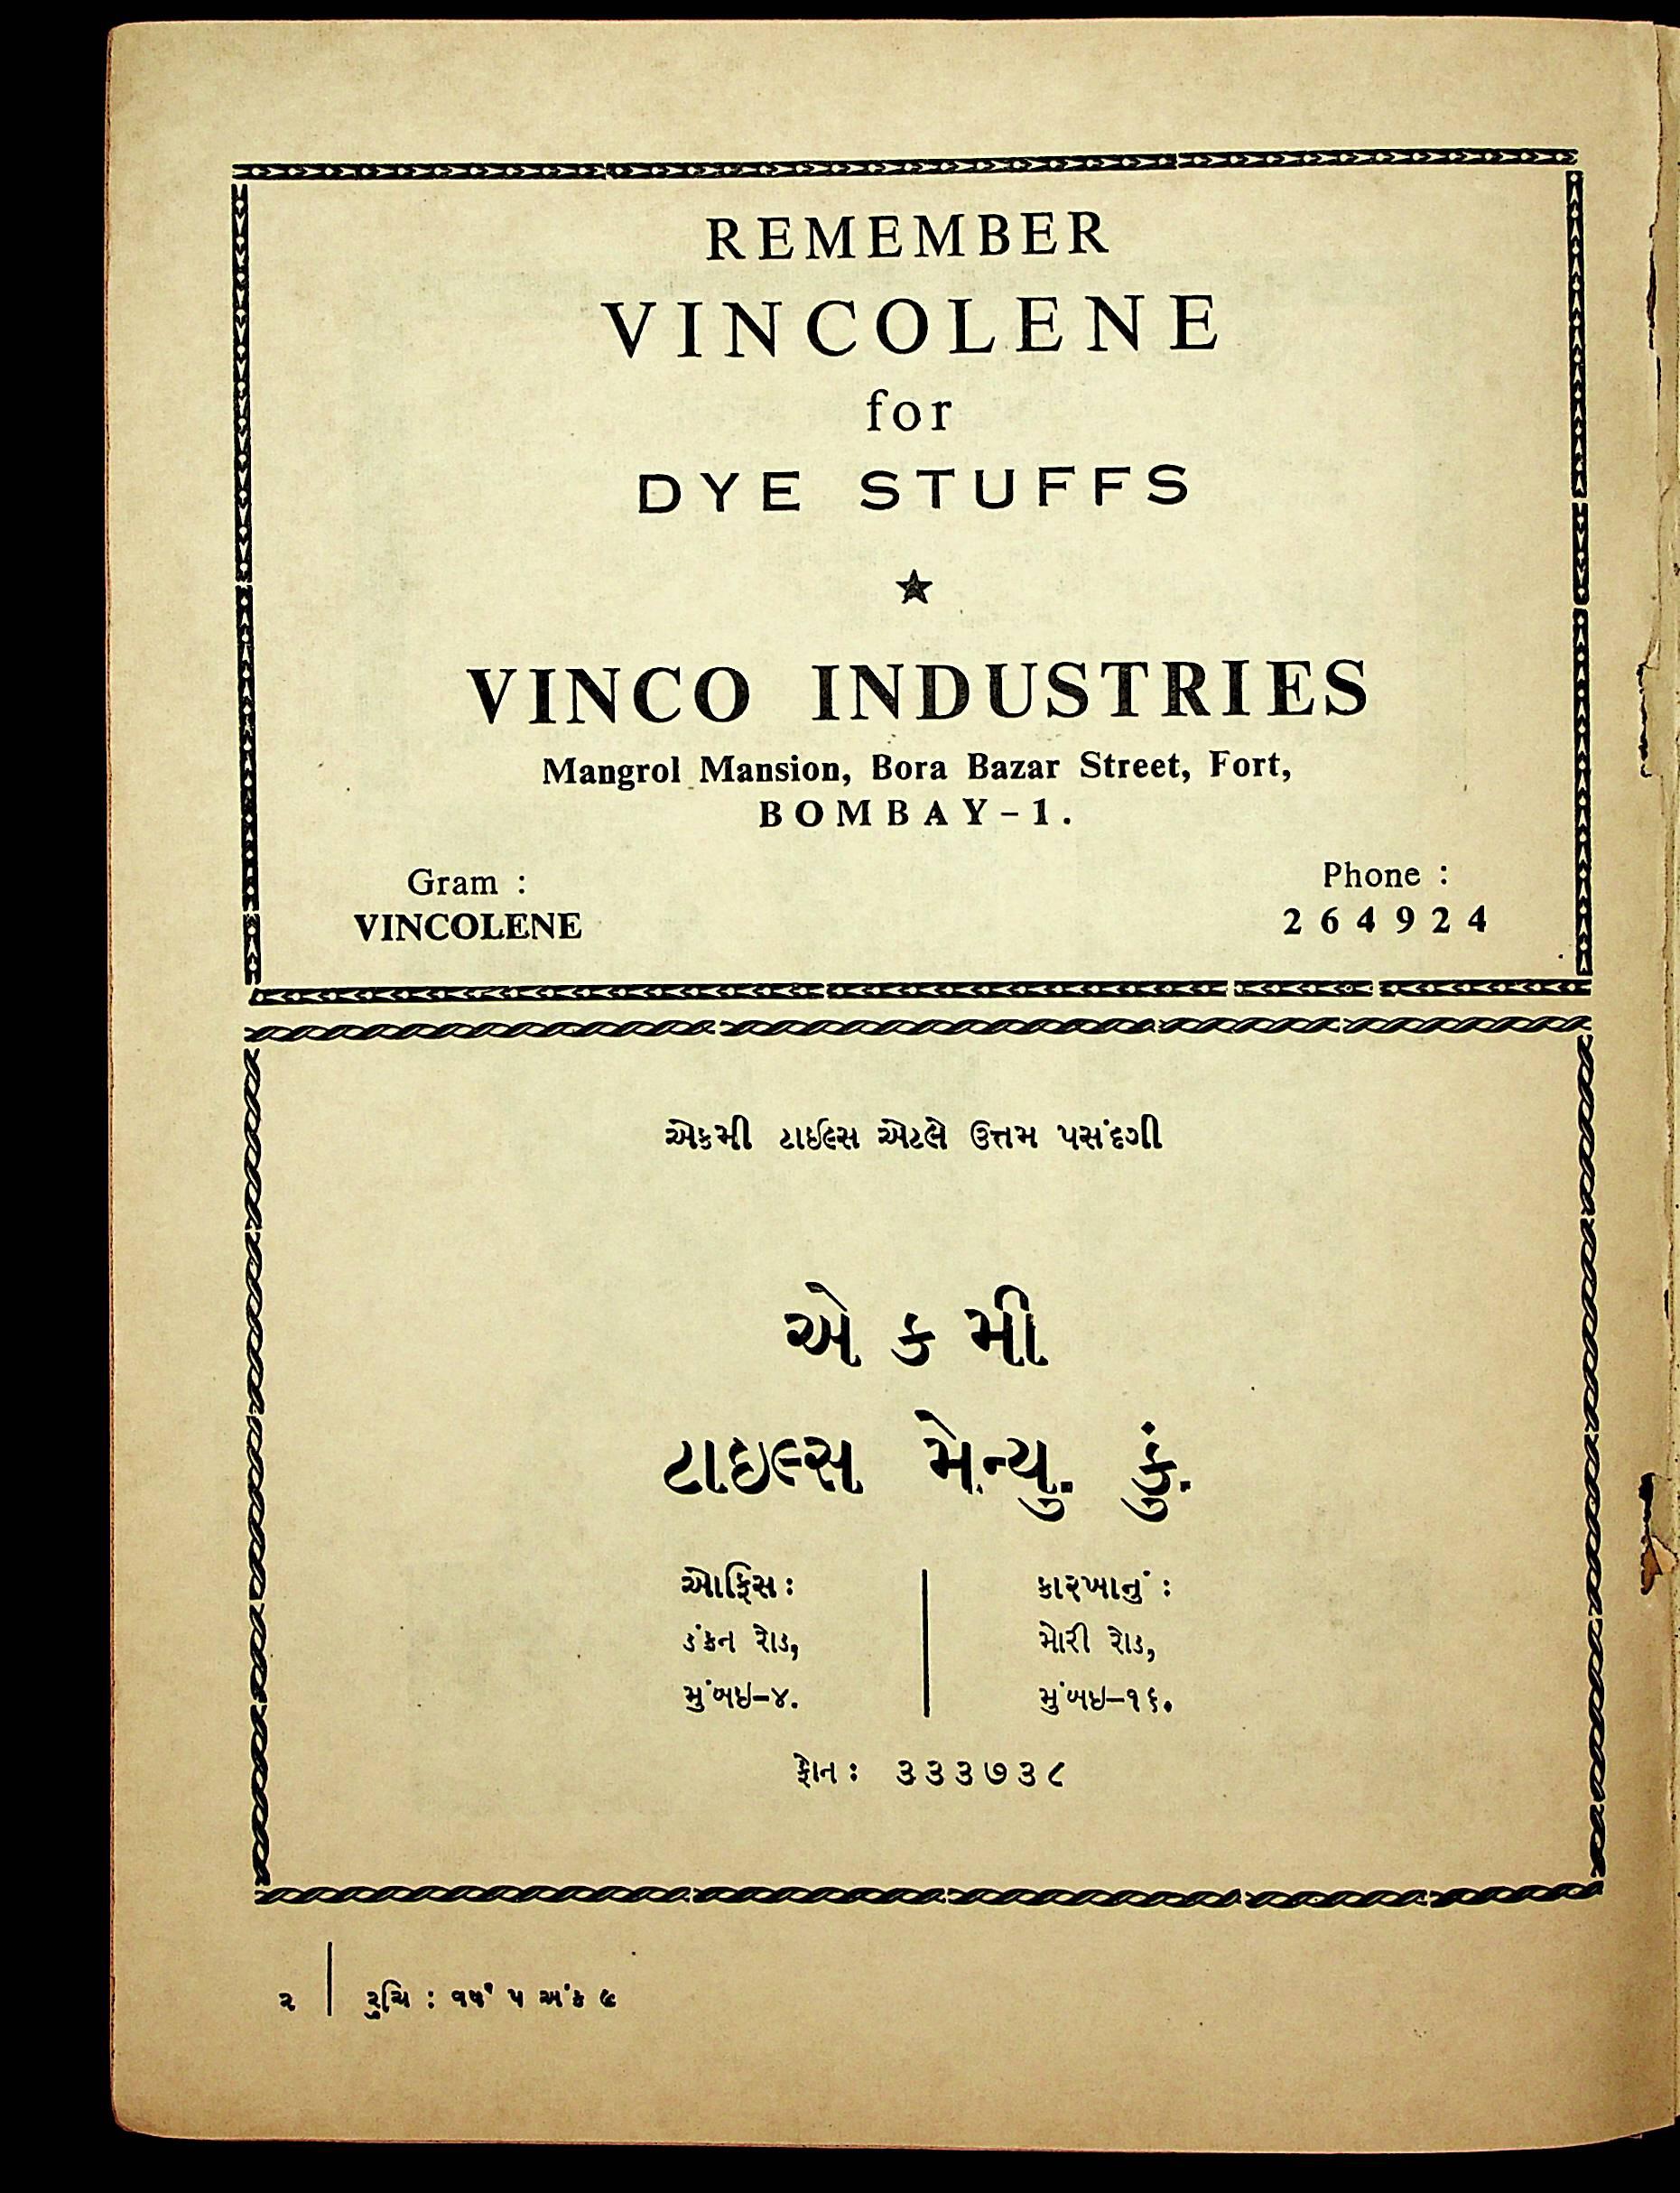 REMEMBER
VINCOLENE
for
DYE STUFFS
★
VINCO INDUSTRIES
Mangrol Mansion, Bora Bazar Street, Fort,
BOMBAY-1.
Gram :
VINCOLENE
Phone :
264924
એકમી ટાઈલ્સ એટલે ઉત્તમ પસંદગી
એ ક મી
ટાઇલ્સ મેન્યુ. કું.
ઓફિસ :
ડંકન રોડ,
મુંબઇ-૪.
કારખાનું :
મોરી રોડ,
મુંબઇ-૧૬.
ફોન : ૩૩૩૭૩૮
૨ | રુચિ : વર્ષ ૫ અંક ૯